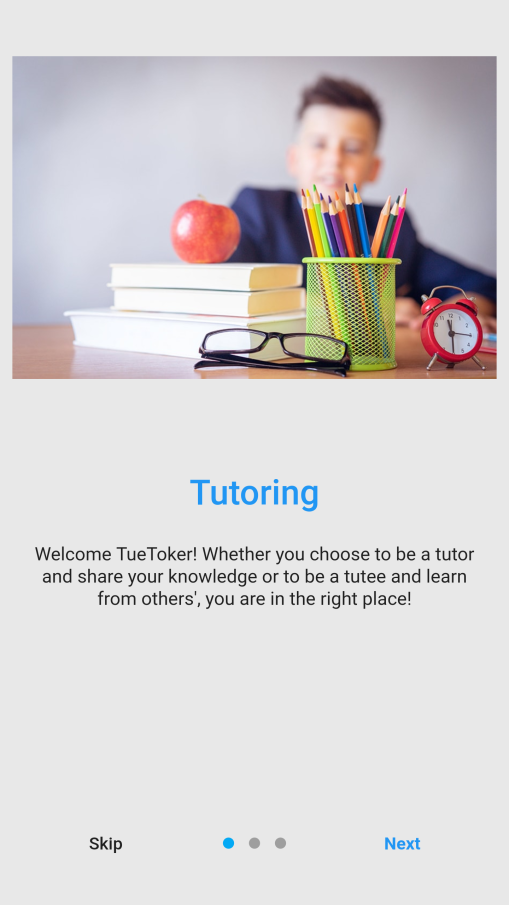 Tutoring
Welcome TueToker! Whether you choose to be a tutor
and share your knowledge or to be a tutee and learn
from others', you are in the right place!
Skip
Next